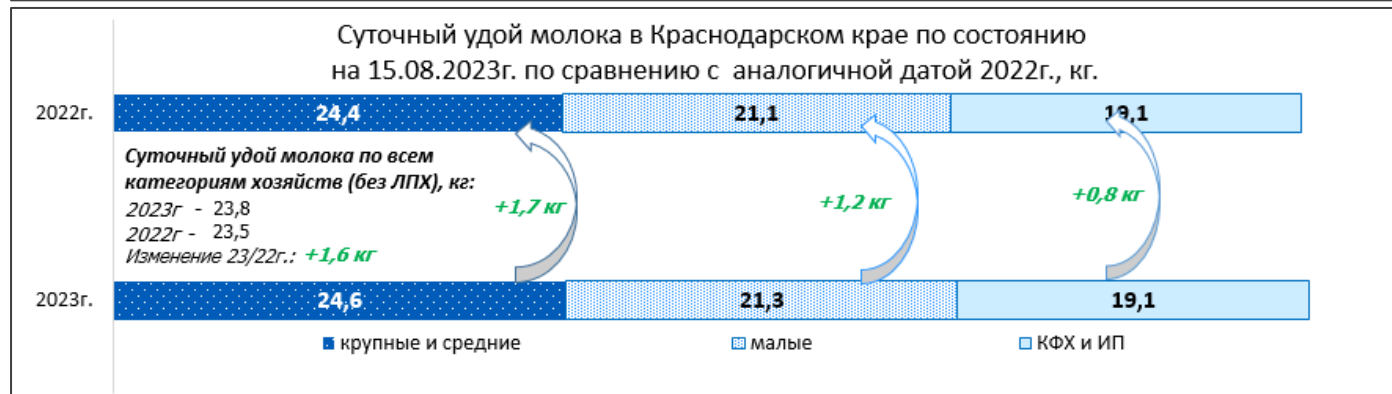 Суточный удой молока в Краснодарском крае по состоянию
на 15.08.2023г. по сравнению с аналогичной датой 2022г., кг.
2022г.
24,4
21,1
19,1
Суточный удой молока по всем
категориям хозяйств (без ЛПХ), кг:
2023г - 23,8
2022г - 23,5
Изменение 23/22г.: +1,6 кг
+1,7 кг
+1,2 кг
+0,8 кг
2023г.
24,6
21,3
19,1
крупные и средние
малые
КФХ и ИП